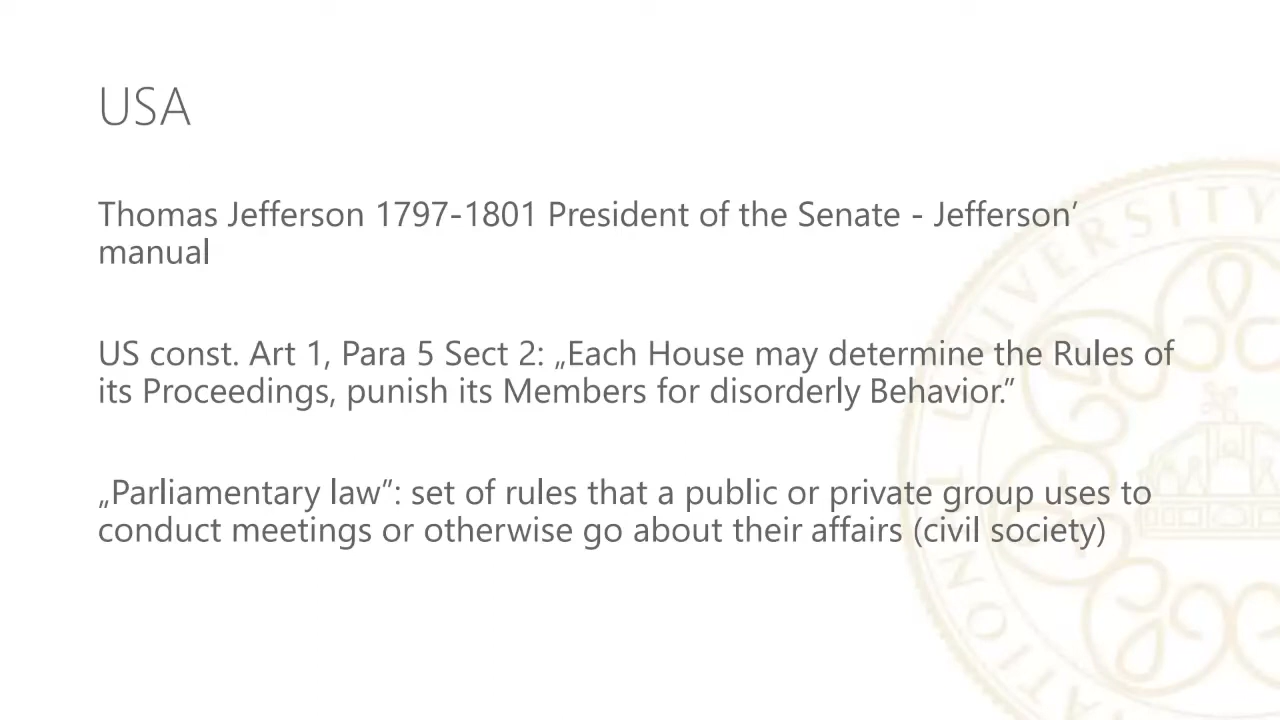 USA
Thomas Jefferson 1797-1801 President of the Senate - Jefferson’
manual
US const. Art 1, Para 5 Sect 2: „Each House may determine the Rules of
its Proceedings, punish its Members for disorderly Behavior.”
„Parliamentary law”: set of rules that a public or private group uses to
conduct meetings or otherwise go about their affairs (civil society)
UNIVERSITY